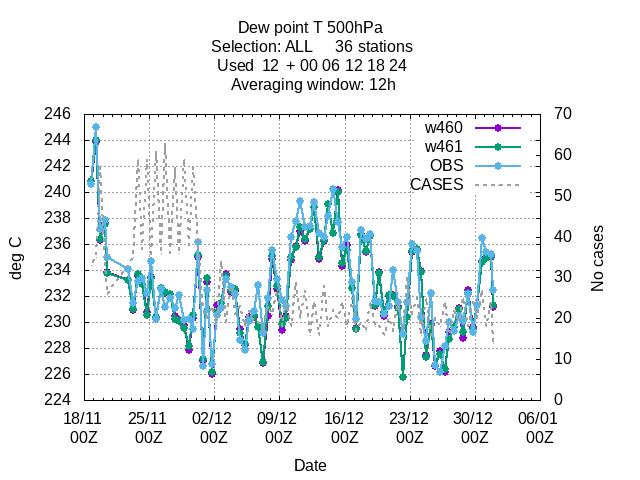 Dew point T 500hPa
Selection: ALL 36 stations
Used 12 + 00 06 12 18 24
Averaging window: 12h
w460
w461
OBS
CASES
deg C
246
244
242
240
238
236
234
232
230
228
226
224
No cases
70
60
50
40
30
20
10
0
18/11 25/11 02/12 09/12 16/12 23/12 30/12 06/01
00Z 00Z 00Z 00Z 00Z 00Z 00Z 00Z
Date